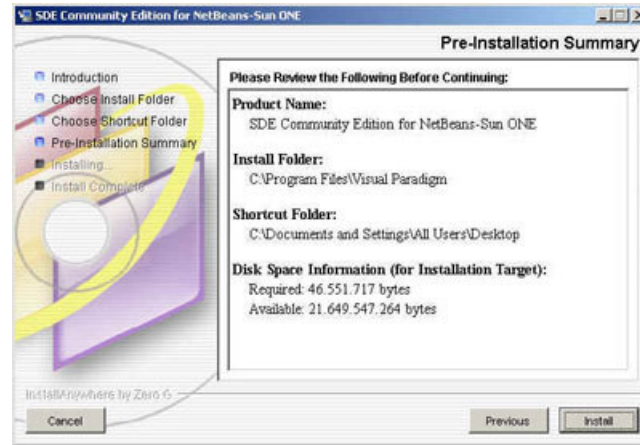 SDE Community Edition for NetBeans-Sun ONE
Pre-Installation Summary
Introduction
Choose Install Folder
Choose Shortcut Folder
Pre-Installation Summary
Installing...
Install Complete
Please Review the Following Before Continuing:
Product Name:
SDE Community Edition for NetBeans-Sun ONE
Install Folder:
C:\Program Files\Visual Paradigm
Shortcut Folder:
C:\Documents and Settings\All Users\Desktop
Disk Space Information (for Installation Target):
Required: 46.551.717 bytes
Available: 21.649.547.264 bytes
InstallAnywhere by Zero G
Cancel
Previous
Install